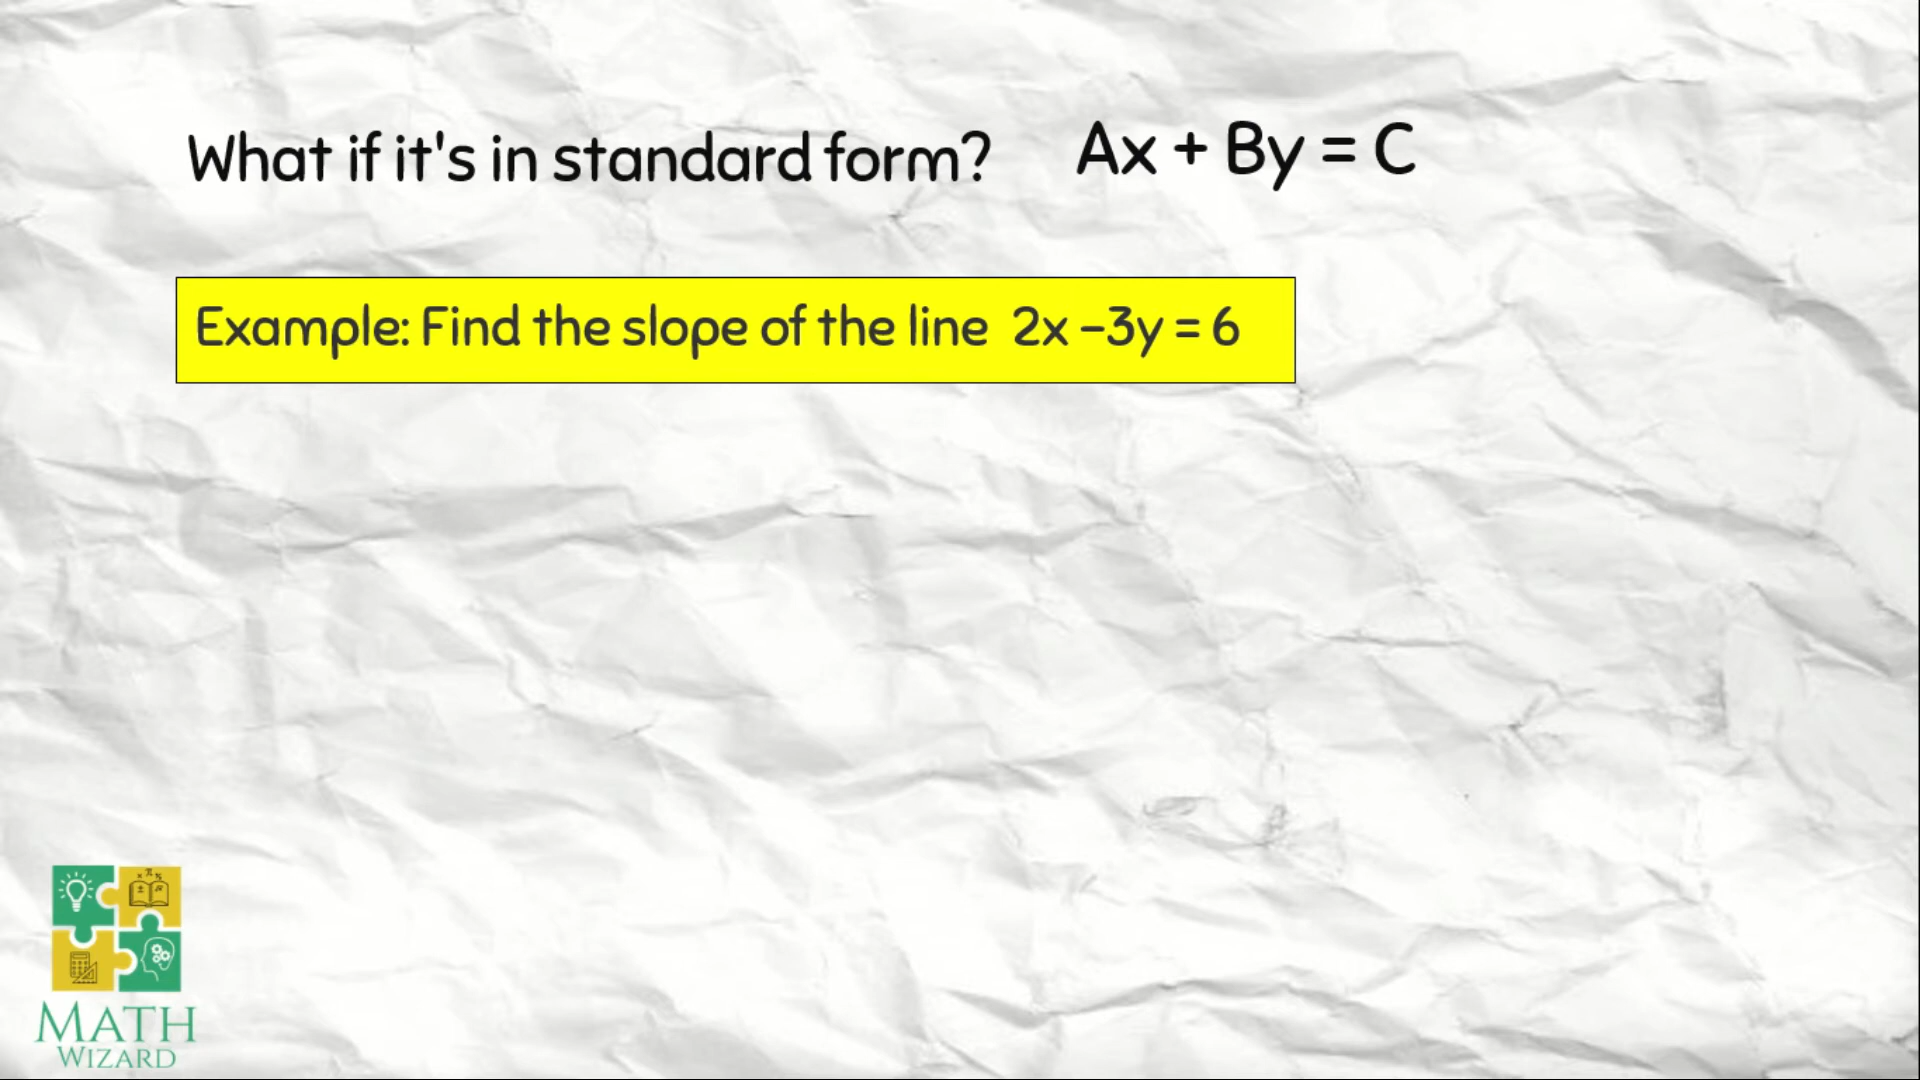 What if it's in standard form? Ax + By = C
Example: Find the slope of the line 2x –3y = 6
MATH
WIZARD